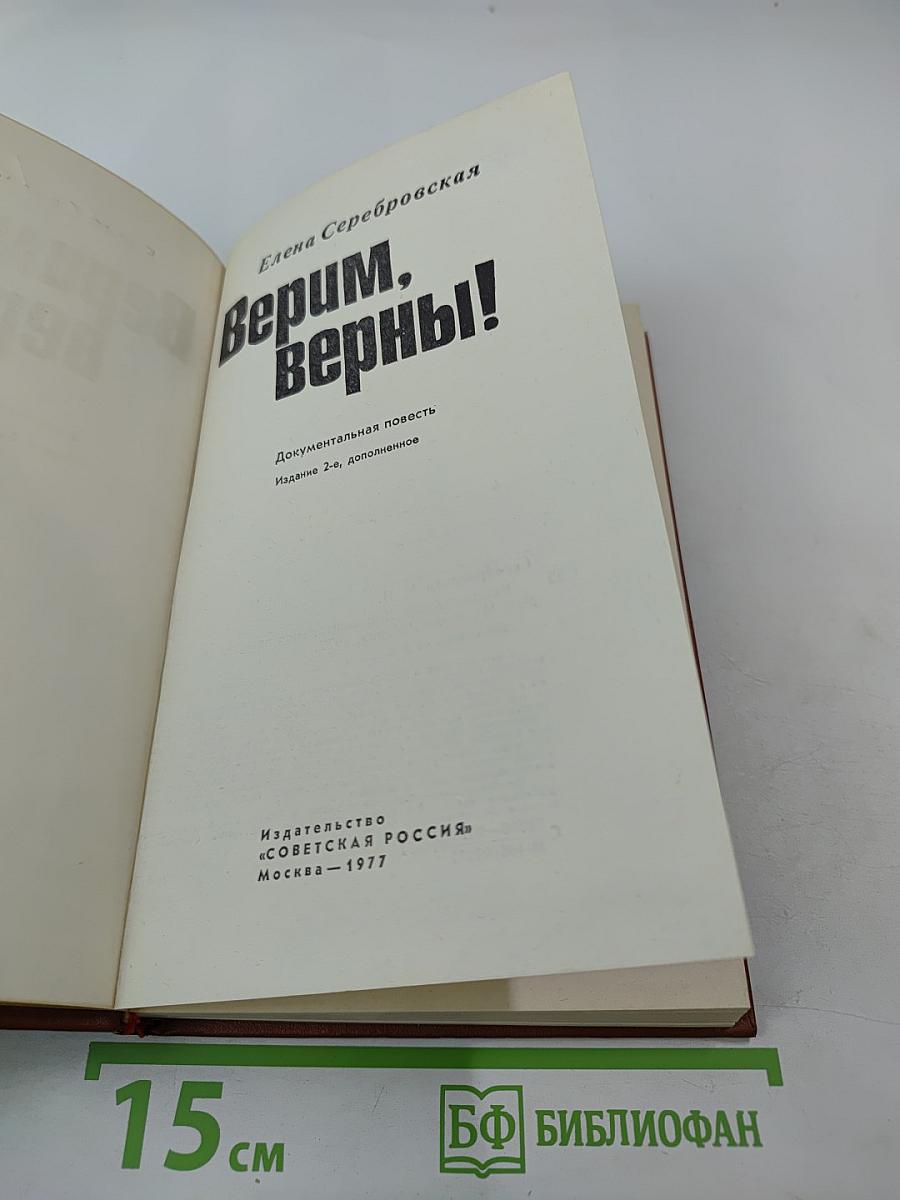 Елена Серебровская
Верим,
верны!
Документальная повесть
Издание 2-е, дополненное
Издательство
«СОВЕТСКАЯ РОССИЯ»
Москва — 1977
15 см
БФ БИБЛИОФАН